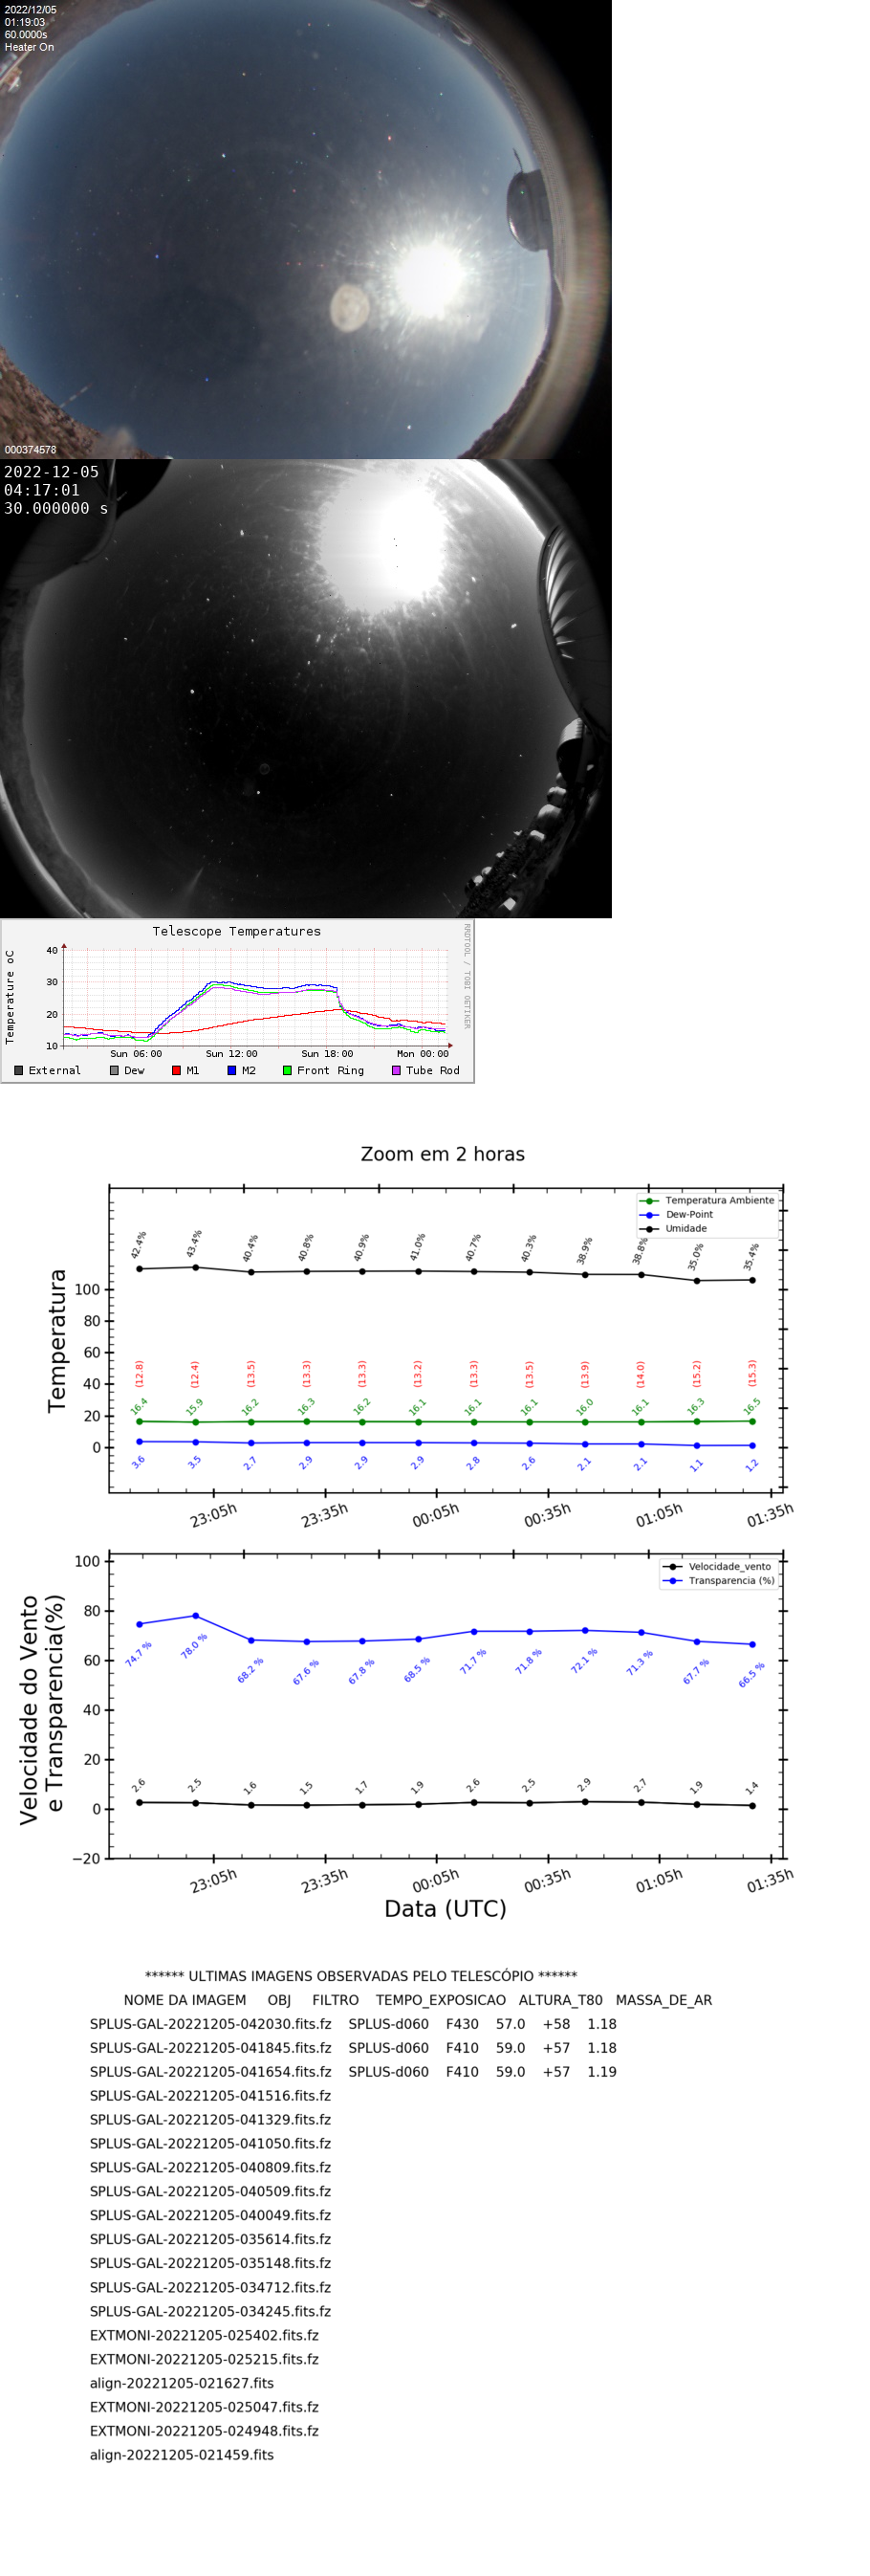 2022/12/05
01:19:03
60.0000s
Heater On
000374578
2022-12-05
04:17:01
30.000000 s
Telescope Temperatures
RRDTOOL / TOBI OETIKER
Temperature oC
40
30
20
10
Sun 06:00 Sun 12:00 Sun 18:00 Mon 00:00
External Dew M1 M2 Front Ring Tube Rod
Zoom em 2 horas
Temperatura Ambiente
Dew-Point
Umidade
Temperatura
42.4% 43.4% 40.4% 40.8% 40.9% 41.0% 40.7% 40.3% 38.9% 38.8% 35.0% 35.4%
100
80
60
40
20
0
(12.8) (12.4) (13.5) (13.3) (13.3) (13.2) (13.3) (13.5) (13.9) (14.0) (15.2) (15.3)
16.4 15.9 16.2 16.3 16.2 16.1 16.1 16.1 16.0 16.1 16.3 16.5
3.6 3.5 2.7 2.9 2.9 2.9 2.8 2.6 2.1 2.1 1.1 1.2
23:05h 23:35h 00:05h 00:35h 01:05h 01:35h
Velocidade_vento
Transparencia (%)
Velocidade do Vento
e Transparencia(%)
100
80
60
40
20
0
−20
74.7 % 78.0 % 68.2 % 67.6 % 67.8 % 68.5 % 71.7 % 71.8 % 72.1 % 71.3 % 67.7 % 66.5 %
2.6 2.5 1.6 1.5 1.7 1.9 2.6 2.5 2.9 2.7 1.9 1.4
23:05h 23:35h 00:05h 00:35h 01:05h 01:35h
Data (UTC)
****** ULTIMAS IMAGENS OBSERVADAS PELO TELESCÓPIO ******
NOME DA IMAGEM OBJ FILTRO TEMPO_EXPOSICAO ALTURA_T80 MASSA_DE_AR
SPLUS-GAL-20221205-042030.fits.fz SPLUS-d060 F430 57.0 +58 1.18
SPLUS-GAL-20221205-041845.fits.fz SPLUS-d060 F410 59.0 +57 1.18
SPLUS-GAL-20221205-041654.fits.fz SPLUS-d060 F410 59.0 +57 1.19
SPLUS-GAL-20221205-041516.fits.fz
SPLUS-GAL-20221205-041329.fits.fz
SPLUS-GAL-20221205-041050.fits.fz
SPLUS-GAL-20221205-040809.fits.fz
SPLUS-GAL-20221205-040509.fits.fz
SPLUS-GAL-20221205-040049.fits.fz
SPLUS-GAL-20221205-035614.fits.fz
SPLUS-GAL-20221205-035148.fits.fz
SPLUS-GAL-20221205-034712.fits.fz
SPLUS-GAL-20221205-034245.fits.fz
EXTMONI-20221205-025402.fits.fz
EXTMONI-20221205-025215.fits.fz
align-20221205-021627.fits
EXTMONI-20221205-025047.fits.fz
EXTMONI-20221205-024948.fits.fz
align-20221205-021459.fits